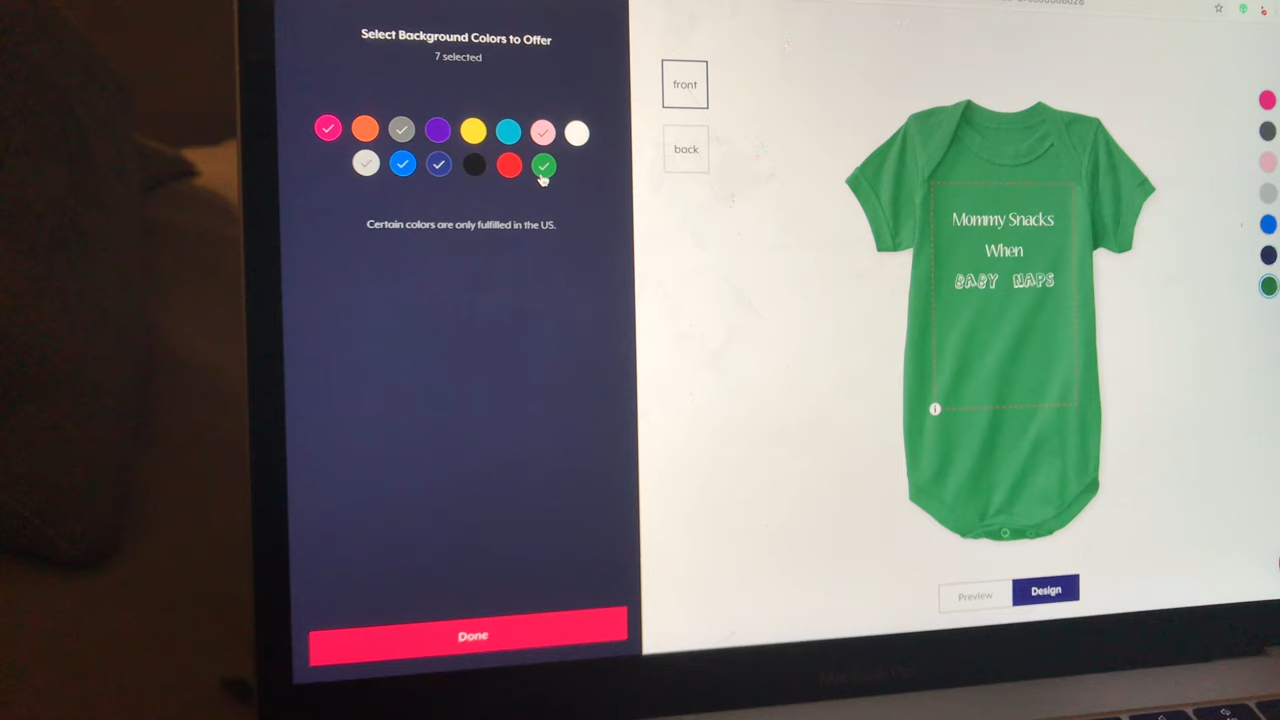 Select Background Colors to Offer
7 selected
Certain colors are only fulfilled in the US.
Done
front
back
Mommy Snacks
When
BABY NAPS
Preview
Design